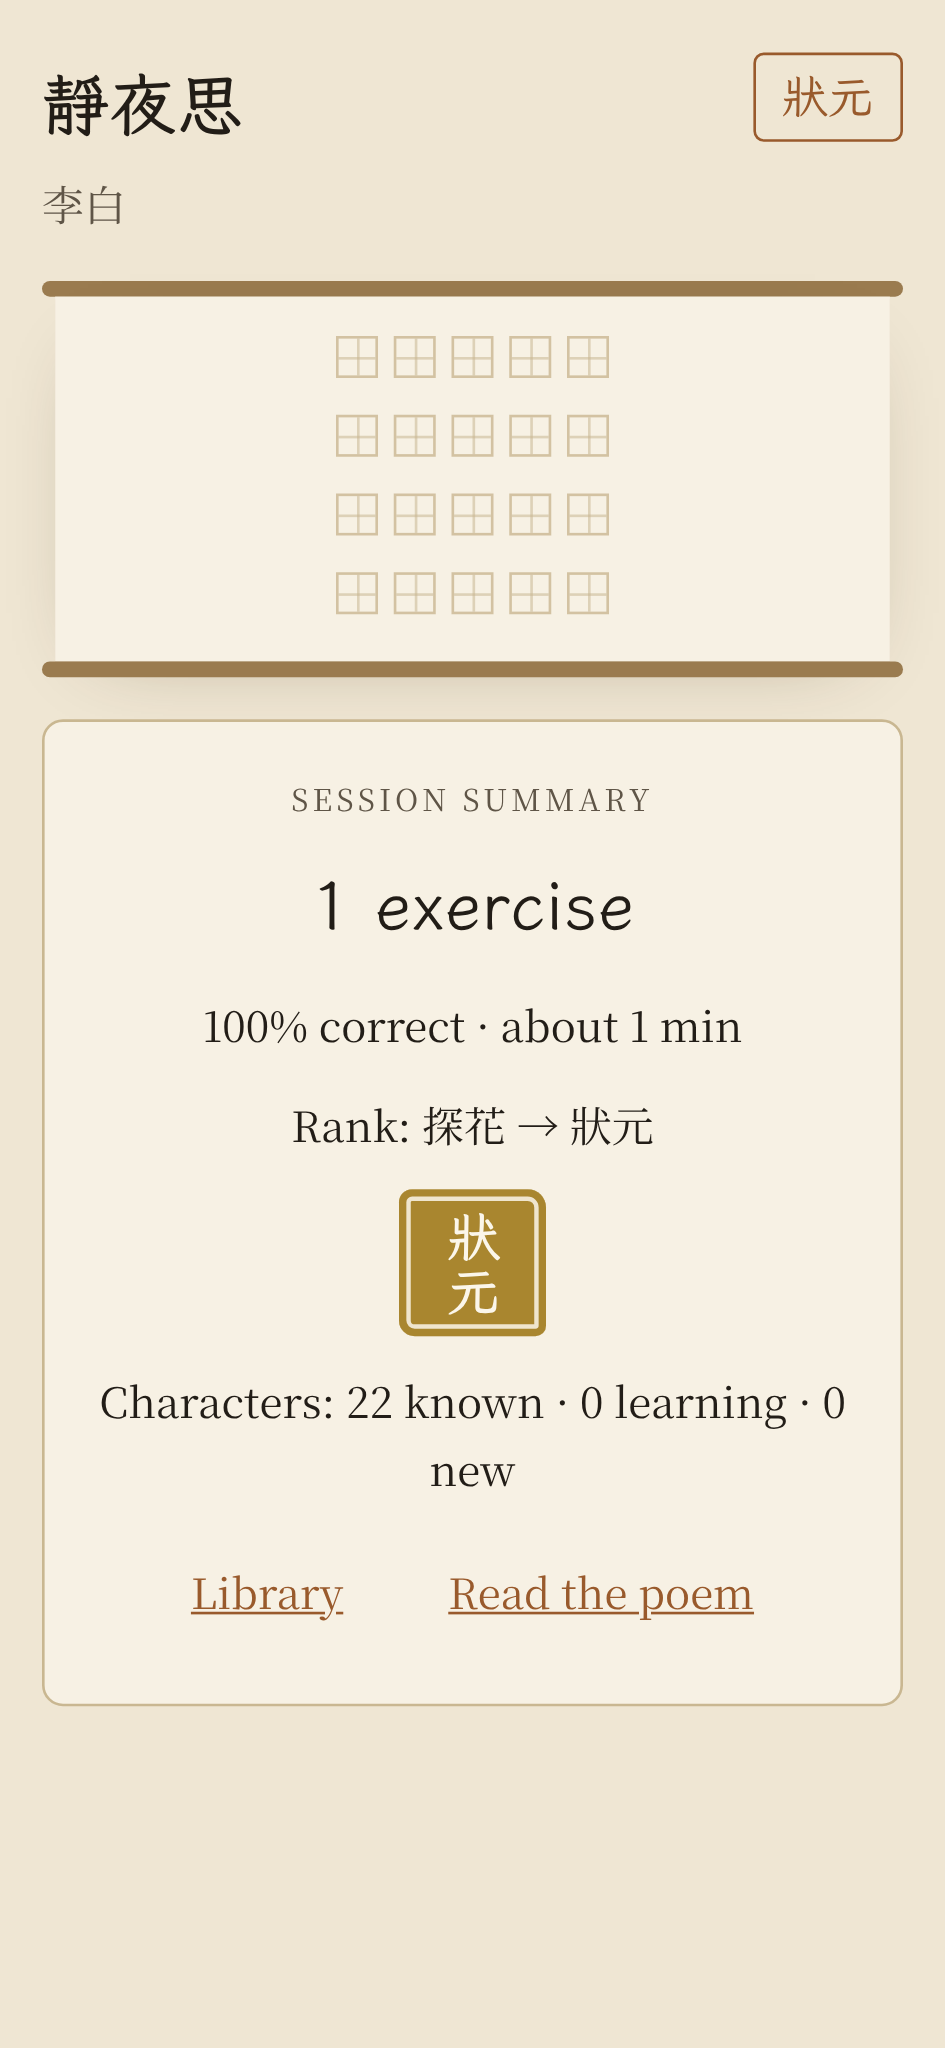 靜夜思
狀元
李白
SESSION SUMMARY
1 exercise
100% correct · about 1 min
Rank: 探花 → 狀元
狀
元
Characters: 22 known · 0 learning · 0
new
Library
Read the poem